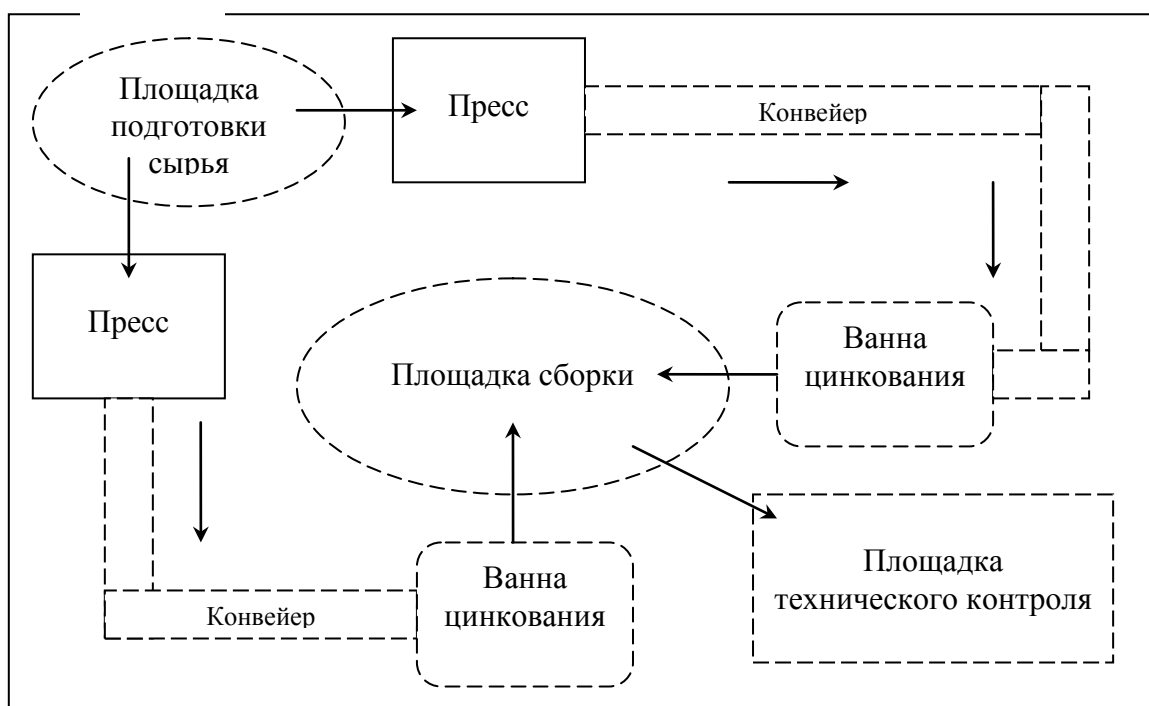 Площадка
подготовки
сырья
Пресс
Конвейер
Пресс
Площадка сборки
Ванна
цинкования
Конвейер
Ванна
цинкования
Площадка
технического контроля